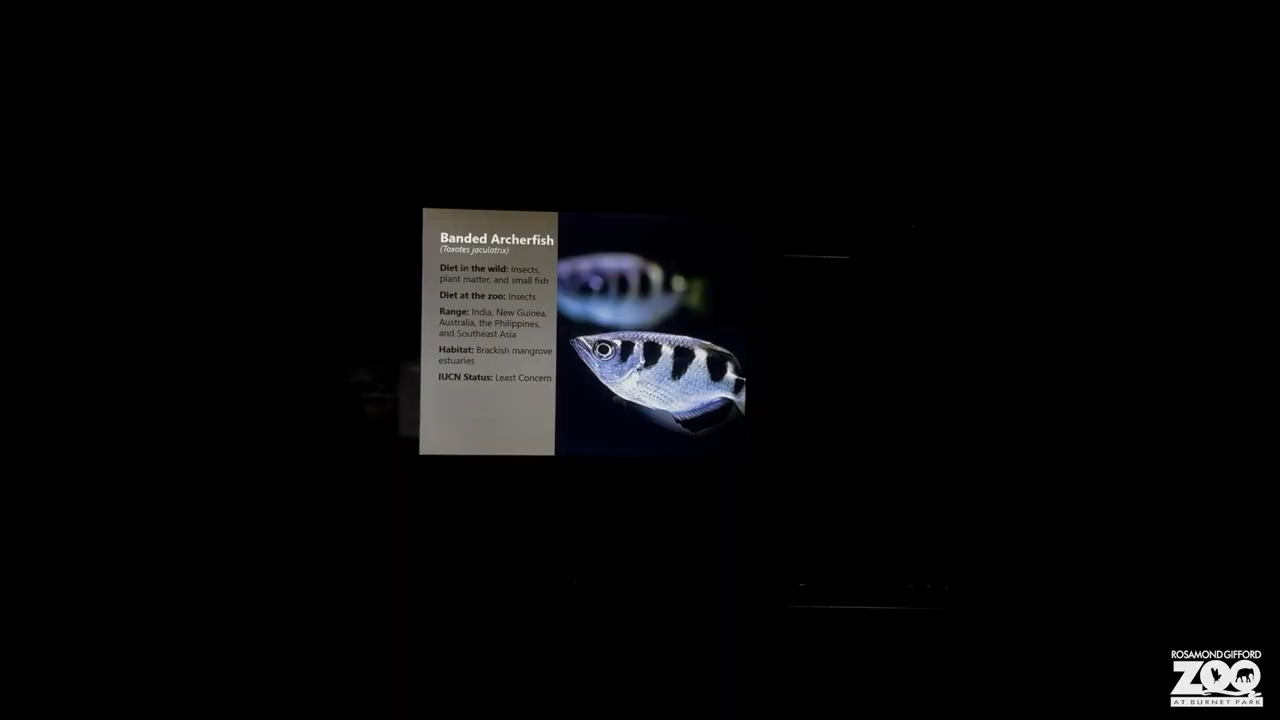 Banded Archerfish
(Toxotes jaculatrix)
Diet in the wild: Insects,
plant matter, and small fish
Diet at the zoo: Insects
Range: India, New Guinea,
Australia, the Philippines,
and Southeast Asia
Habitat: Brackish mangrove
estuaries
IUCN Status: Least Concern
ROSAMOND GIFFORD
ZOO
AT BURNET PARK